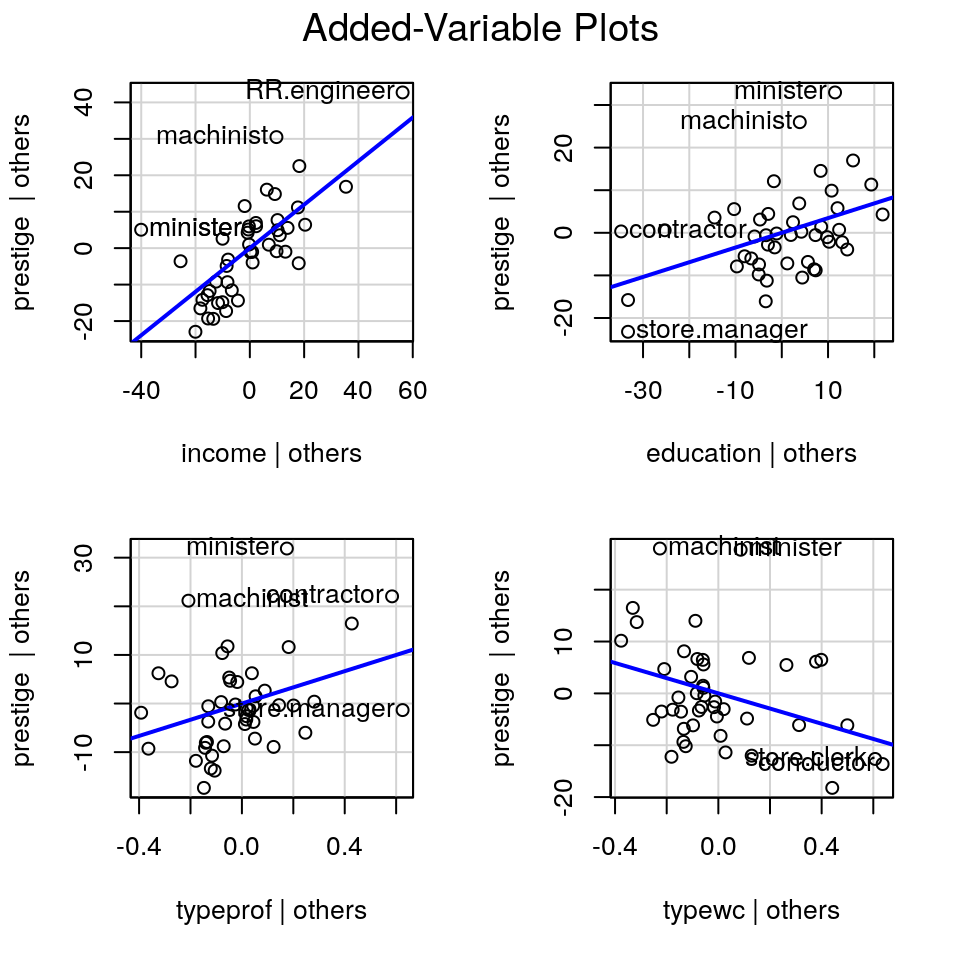 Added-Variable Plots
RR.engineer
machinist
minister
40
20
0
-20
prestige | others
-40 0 20 40 60
income | others
minister
machinist
contractor
store.manager
20
0
-20
prestige | others
-30 -10 10
education | others
minister
machinist
contractor
store.manager
30
10
-10
prestige | others
-0.4 0.0 0.4
typeprof | others
machinist
minister
store.clerk
conductor
10
0
-20
prestige | others
-0.4 0.0 0.4
typewc | others